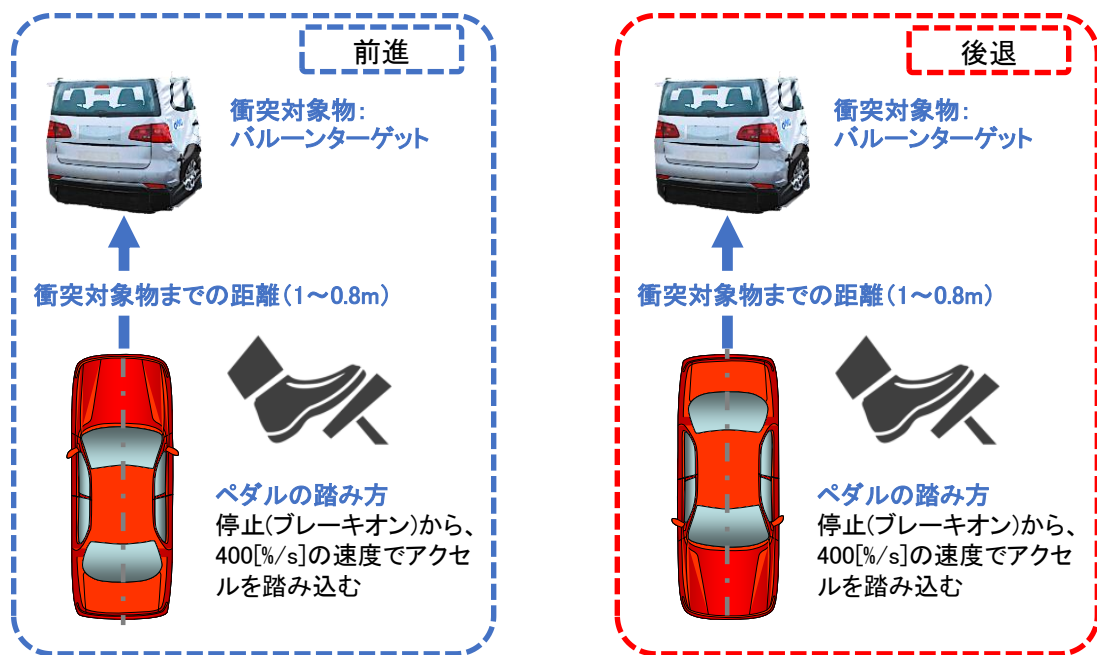 前進
衝突対象物：
バルーンターゲット
衝突対象物までの距離（1～0.8m）
ペダルの踏み方
停止(ブレーキオン)から、
400[%/s]の速度でアクセ
ルを踏み込む
後退
衝突対象物：
バルーンターゲット
衝突対象物までの距離（1～0.8m）
ペダルの踏み方
停止(ブレーキオン)から、
400[%/s]の速度でアクセ
ルを踏み込む